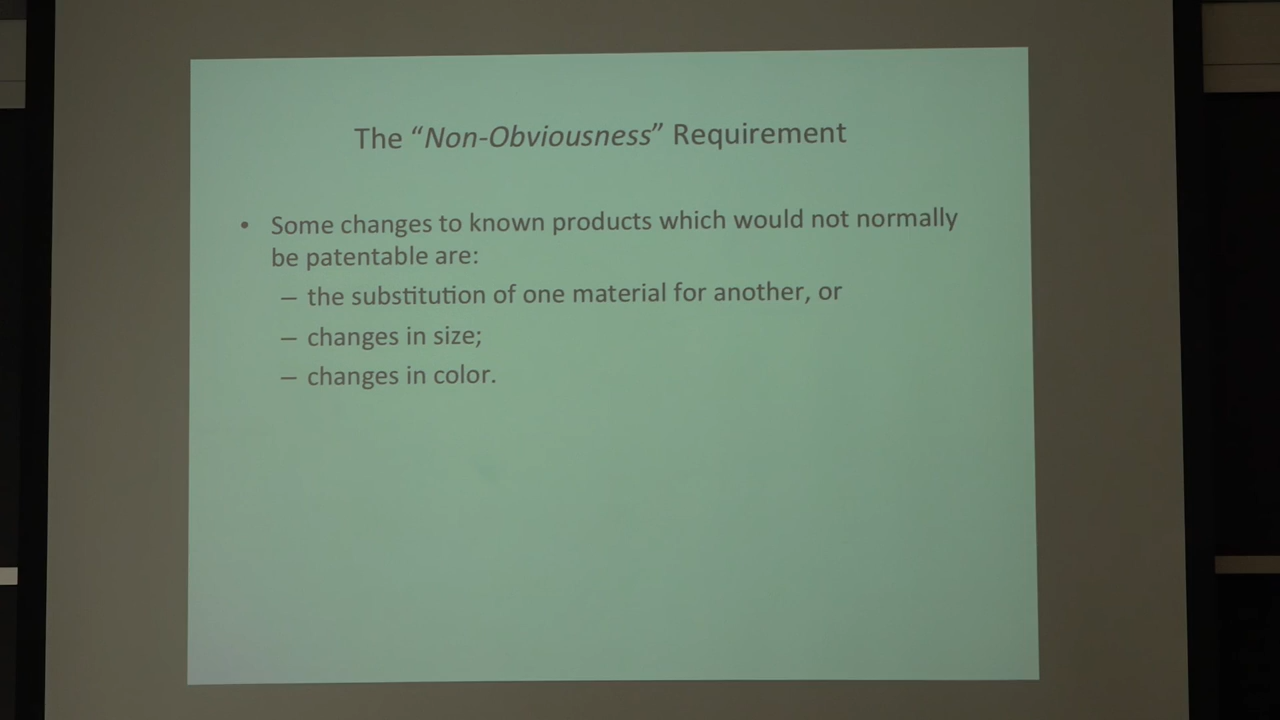 The “Non-Obviousness” Requirement
• Some changes to known products which would not normally
be patentable are:
– the substitution of one material for another, or
– changes in size;
– changes in color.